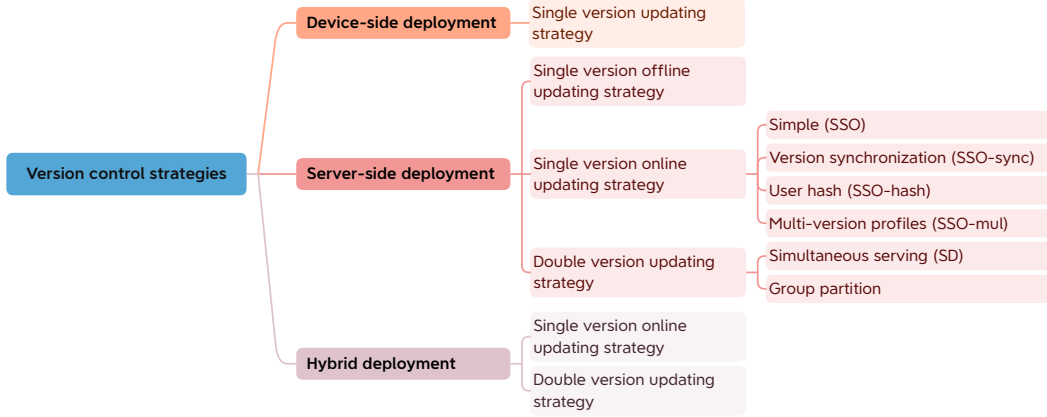 Version control strategies
Device-side deployment
Single version updating
strategy
Server-side deployment
Single version offline
updating strategy
Single version online
updating strategy
Simple (SSO)
Version synchronization (SSO-sync)
User hash (SSO-hash)
Multi-version profiles (SSO-mul)
Double version updating
strategy
Simultaneous serving (SD)
Group partition
Hybrid deployment
Single version online
updating strategy
Double version updating
strategy